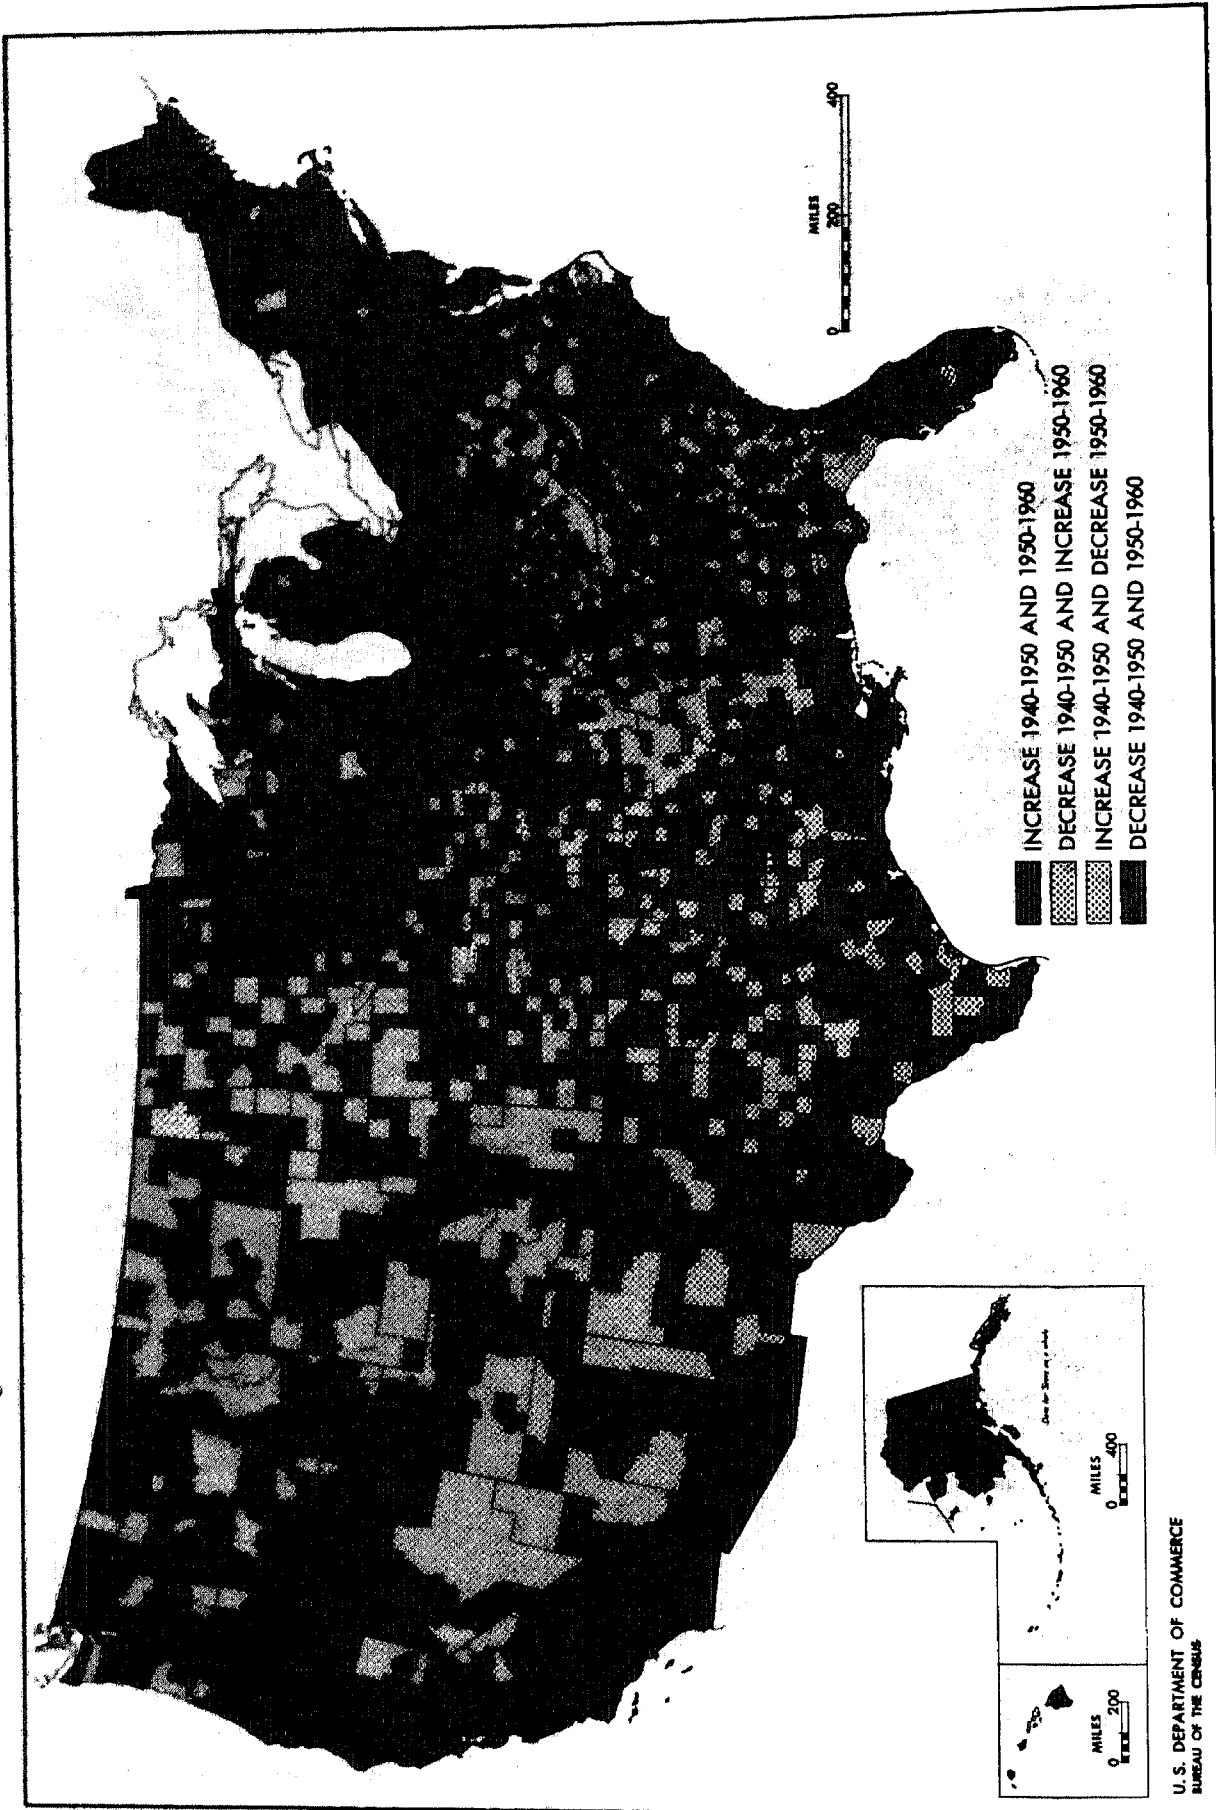 MILES
0 200 400
INCREASE 1940-1950 AND 1950-1960
DECREASE 1940-1950 AND INCREASE 1950-1960
INCREASE 1940-1950 AND DECREASE 1950-1960
DECREASE 1940-1950 AND 1950-1960
MILES
0 400
MILES
0 200
U. S. DEPARTMENT OF COMMERCE
BUREAU OF THE CENSUS